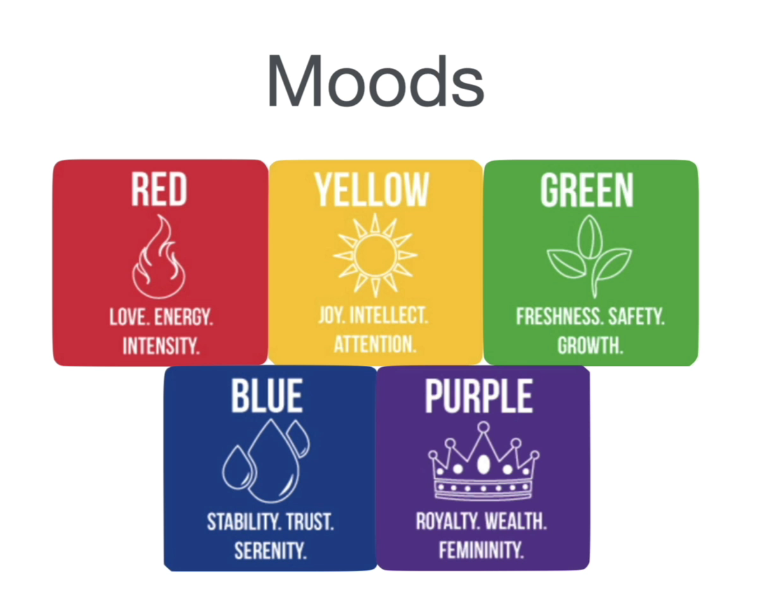 Moods
RED
LOVE. ENERGY.
INTENSITY.
YELLOW
JOY. INTELLECT.
ATTENTION.
GREEN
FRESHNESS. SAFETY.
GROWTH.
BLUE
STABILITY. TRUST.
SERENITY.
PURPLE
ROYALTY. WEALTH.
FEMININITY.